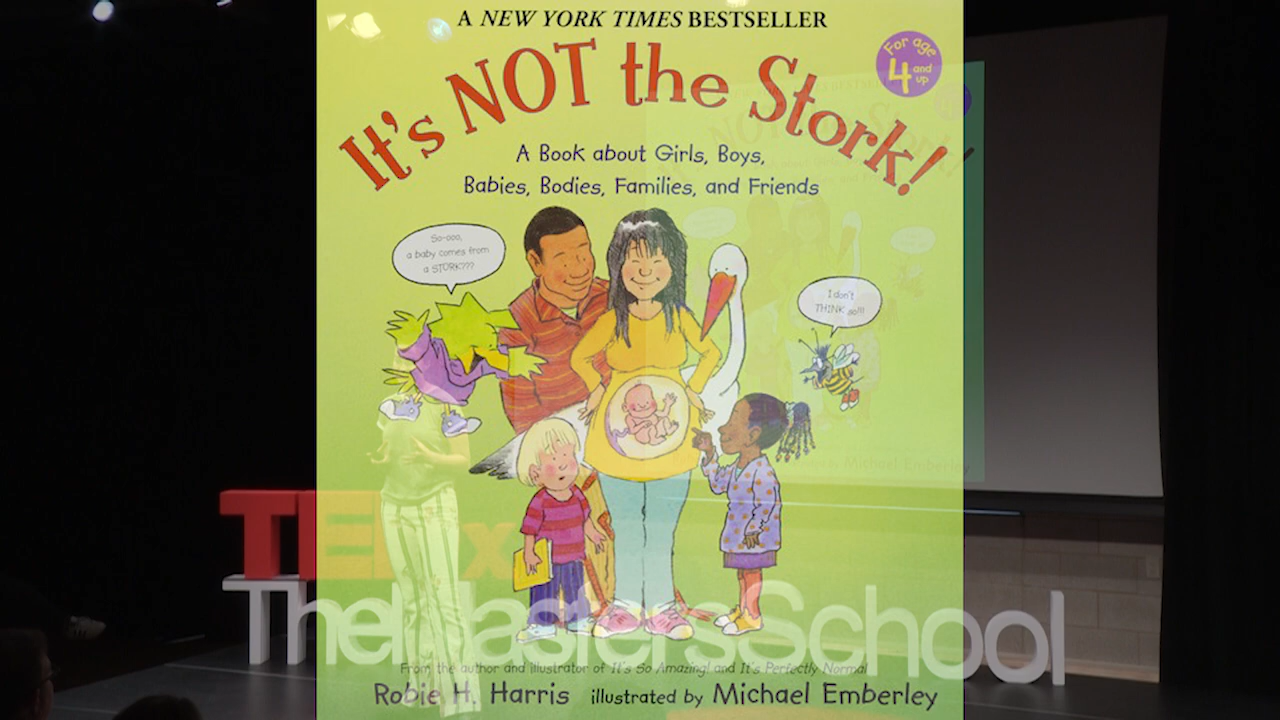 A NEW YORK TIMES BESTSELLER
For age
4 and up
It's NOT the Stork!
A Book about Girls, Boys,
Babies, Bodies, Families, and Friends
So-ooo,
a baby comes from
a STORK???
I don't
THINK so!!!
TEDx
TheMastersSchool
From the author and illustrator of It's So Amazing! and It's Perfectly Normal
Robie H. Harris illustrated by Michael Emberley
Michael Emberley